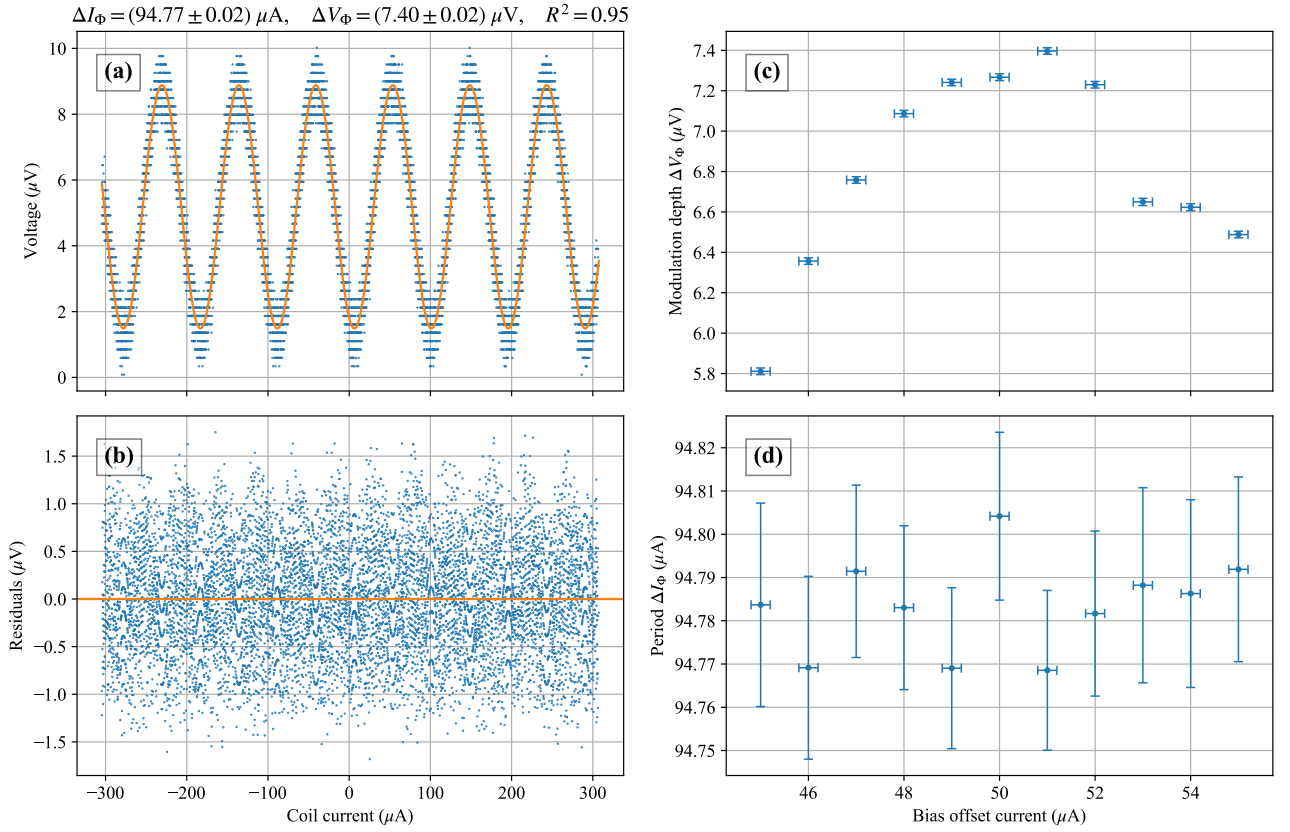 ΔI_Φ = (94.77 ± 0.02) μA, ΔV_Φ = (7.40 ± 0.02) μV, R² = 0.95
(a)
10
8
6
4
2
0
Voltage (μV)
(c)
7.4
7.2
7.0
6.8
6.6
6.4
6.2
6.0
5.8
Modulation depth ΔV_Φ (μV)
(b)
1.5
1.0
0.5
0.0
−0.5
−1.0
−1.5
Residuals (μV)
−300 −200 −100 0 100 200 300
Coil current (μA)
(d)
94.82
94.81
94.80
94.79
94.78
94.77
94.76
94.75
Period ΔI_Φ (μA)
46 48 50 52 54
Bias offset current (μA)